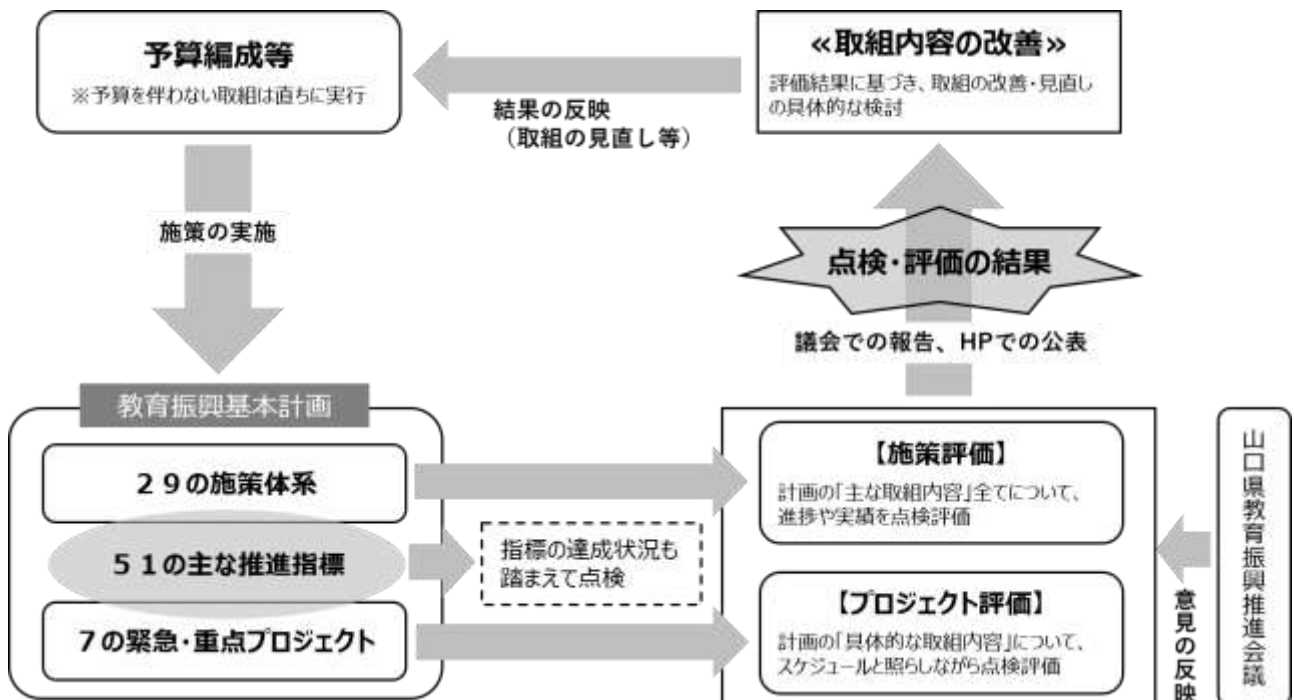 予算編成等
※予算を伴わない取組は直ちに実行
≪取組内容の改善≫
評価結果に基づき、取組の改善・見直し
の具体的な検討
結果の反映
（取組の見直し等）
施策の実施
点検・評価の結果
議会での報告、HPでの公表
教育振興基本計画
２９の施策体系
５１の主な推進指標
７の緊急・重点プロジェクト
指標の達成状況も
踏まえて点検
【施策評価】
計画の「主な取組内容」全てについて、
進捗や実績を点検評価
【プロジェクト評価】
計画の「具体的な取組内容」について、
スケジュールと照らしながら点検評価
意見の反映
山口県教育振興推進会議